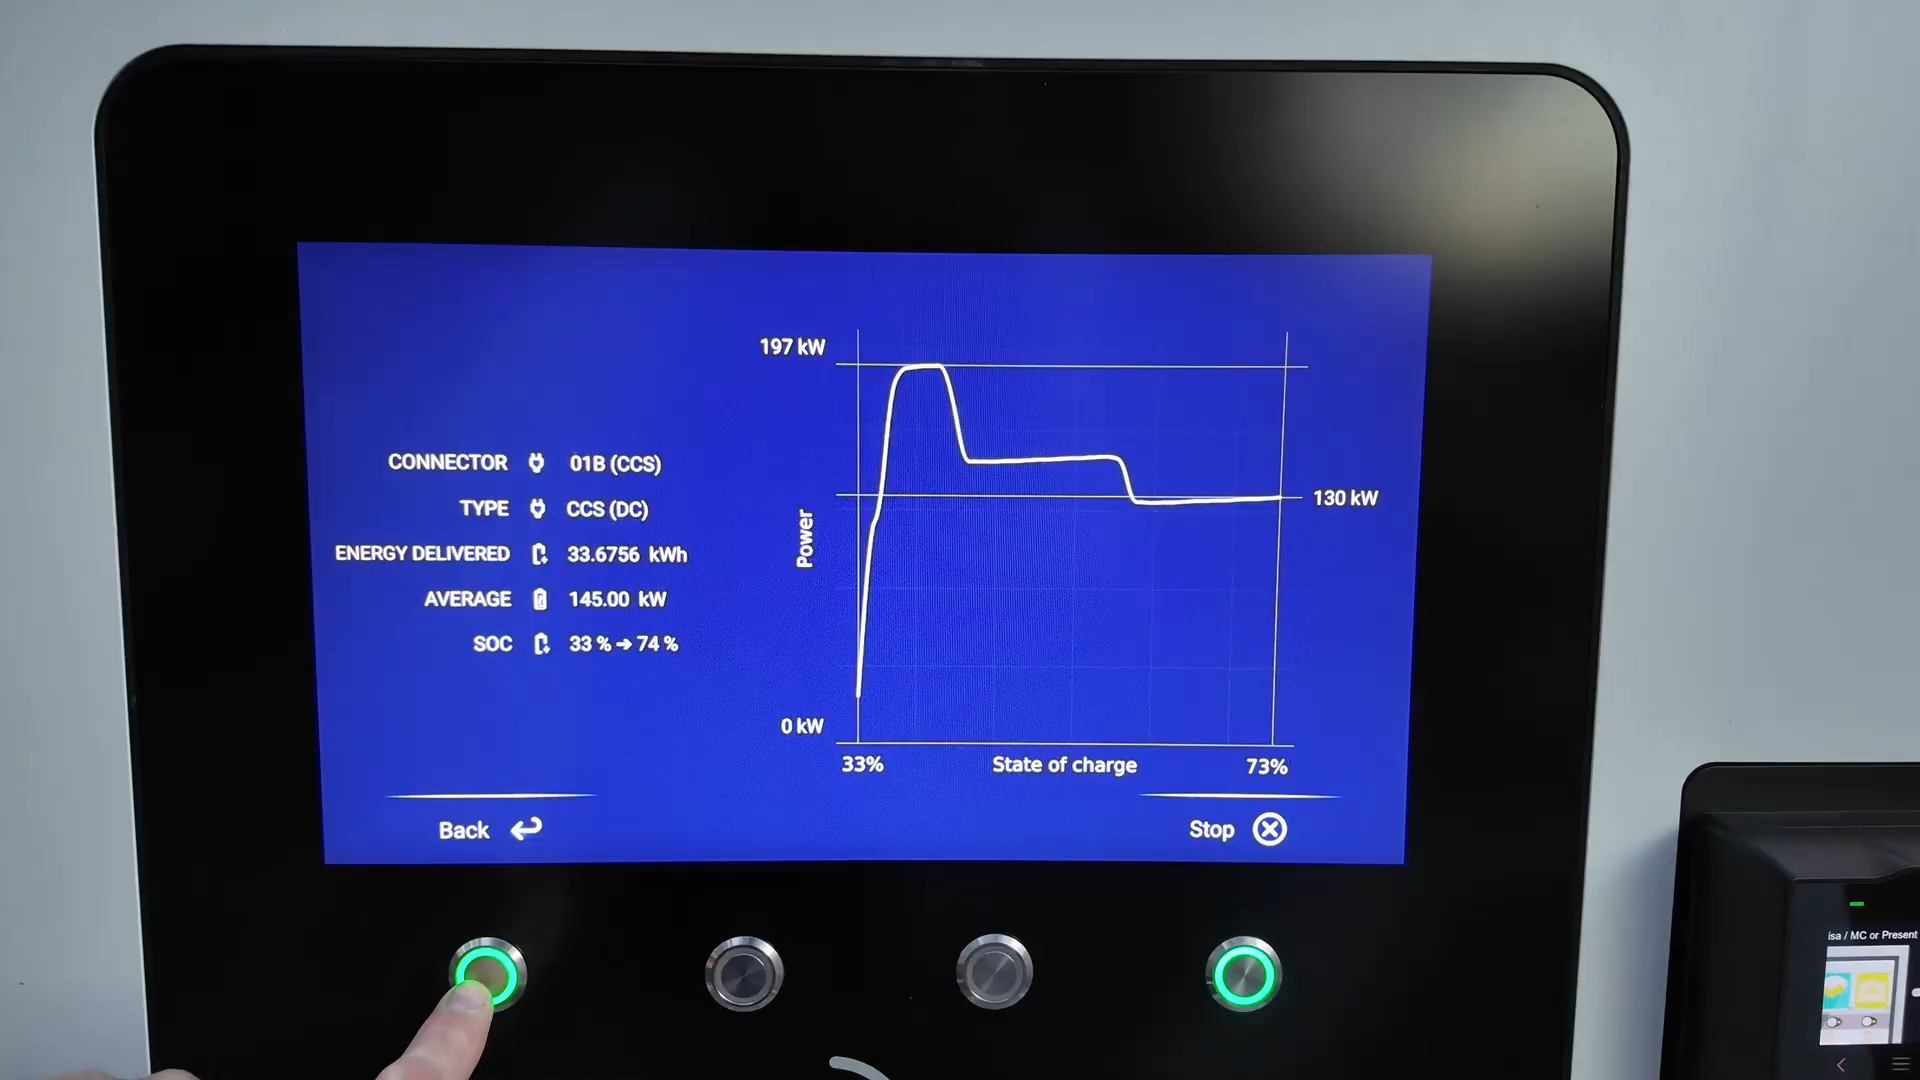 197 kW
CONNECTOR 01B (CCS)
TYPE CCS (DC)
130 kW
ENERGY DELIVERED 33.6756 kWh
Power
AVERAGE 145.00 kW
SOC 33 % → 74 %
0 kW
33% State of charge 73%
Back
Stop
isa / MC or Present